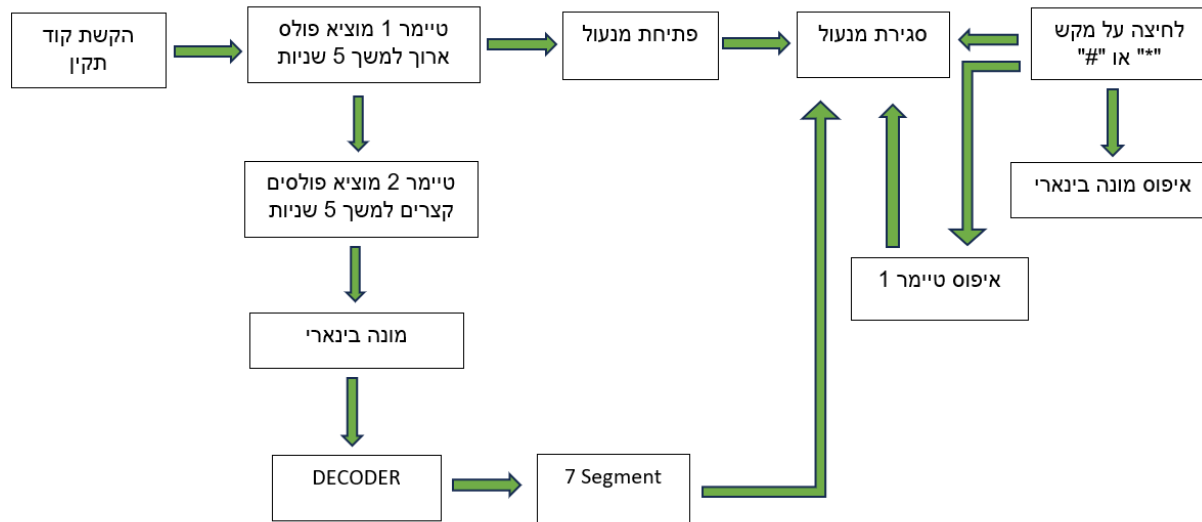 הקשת קוד
תקין
טיימר 1 מוציא פולס
ארוך למשך 5 שניות
פתיחת מנעול
סגירת מנעול
לחיצה על מקש
"*" או "#"
טיימר 2 מוציא פולסים
קצרים למשך 5 שניות
איפוס מונה בינארי
איפוס טיימר 1
מונה בינארי
DECODER
7 Segment